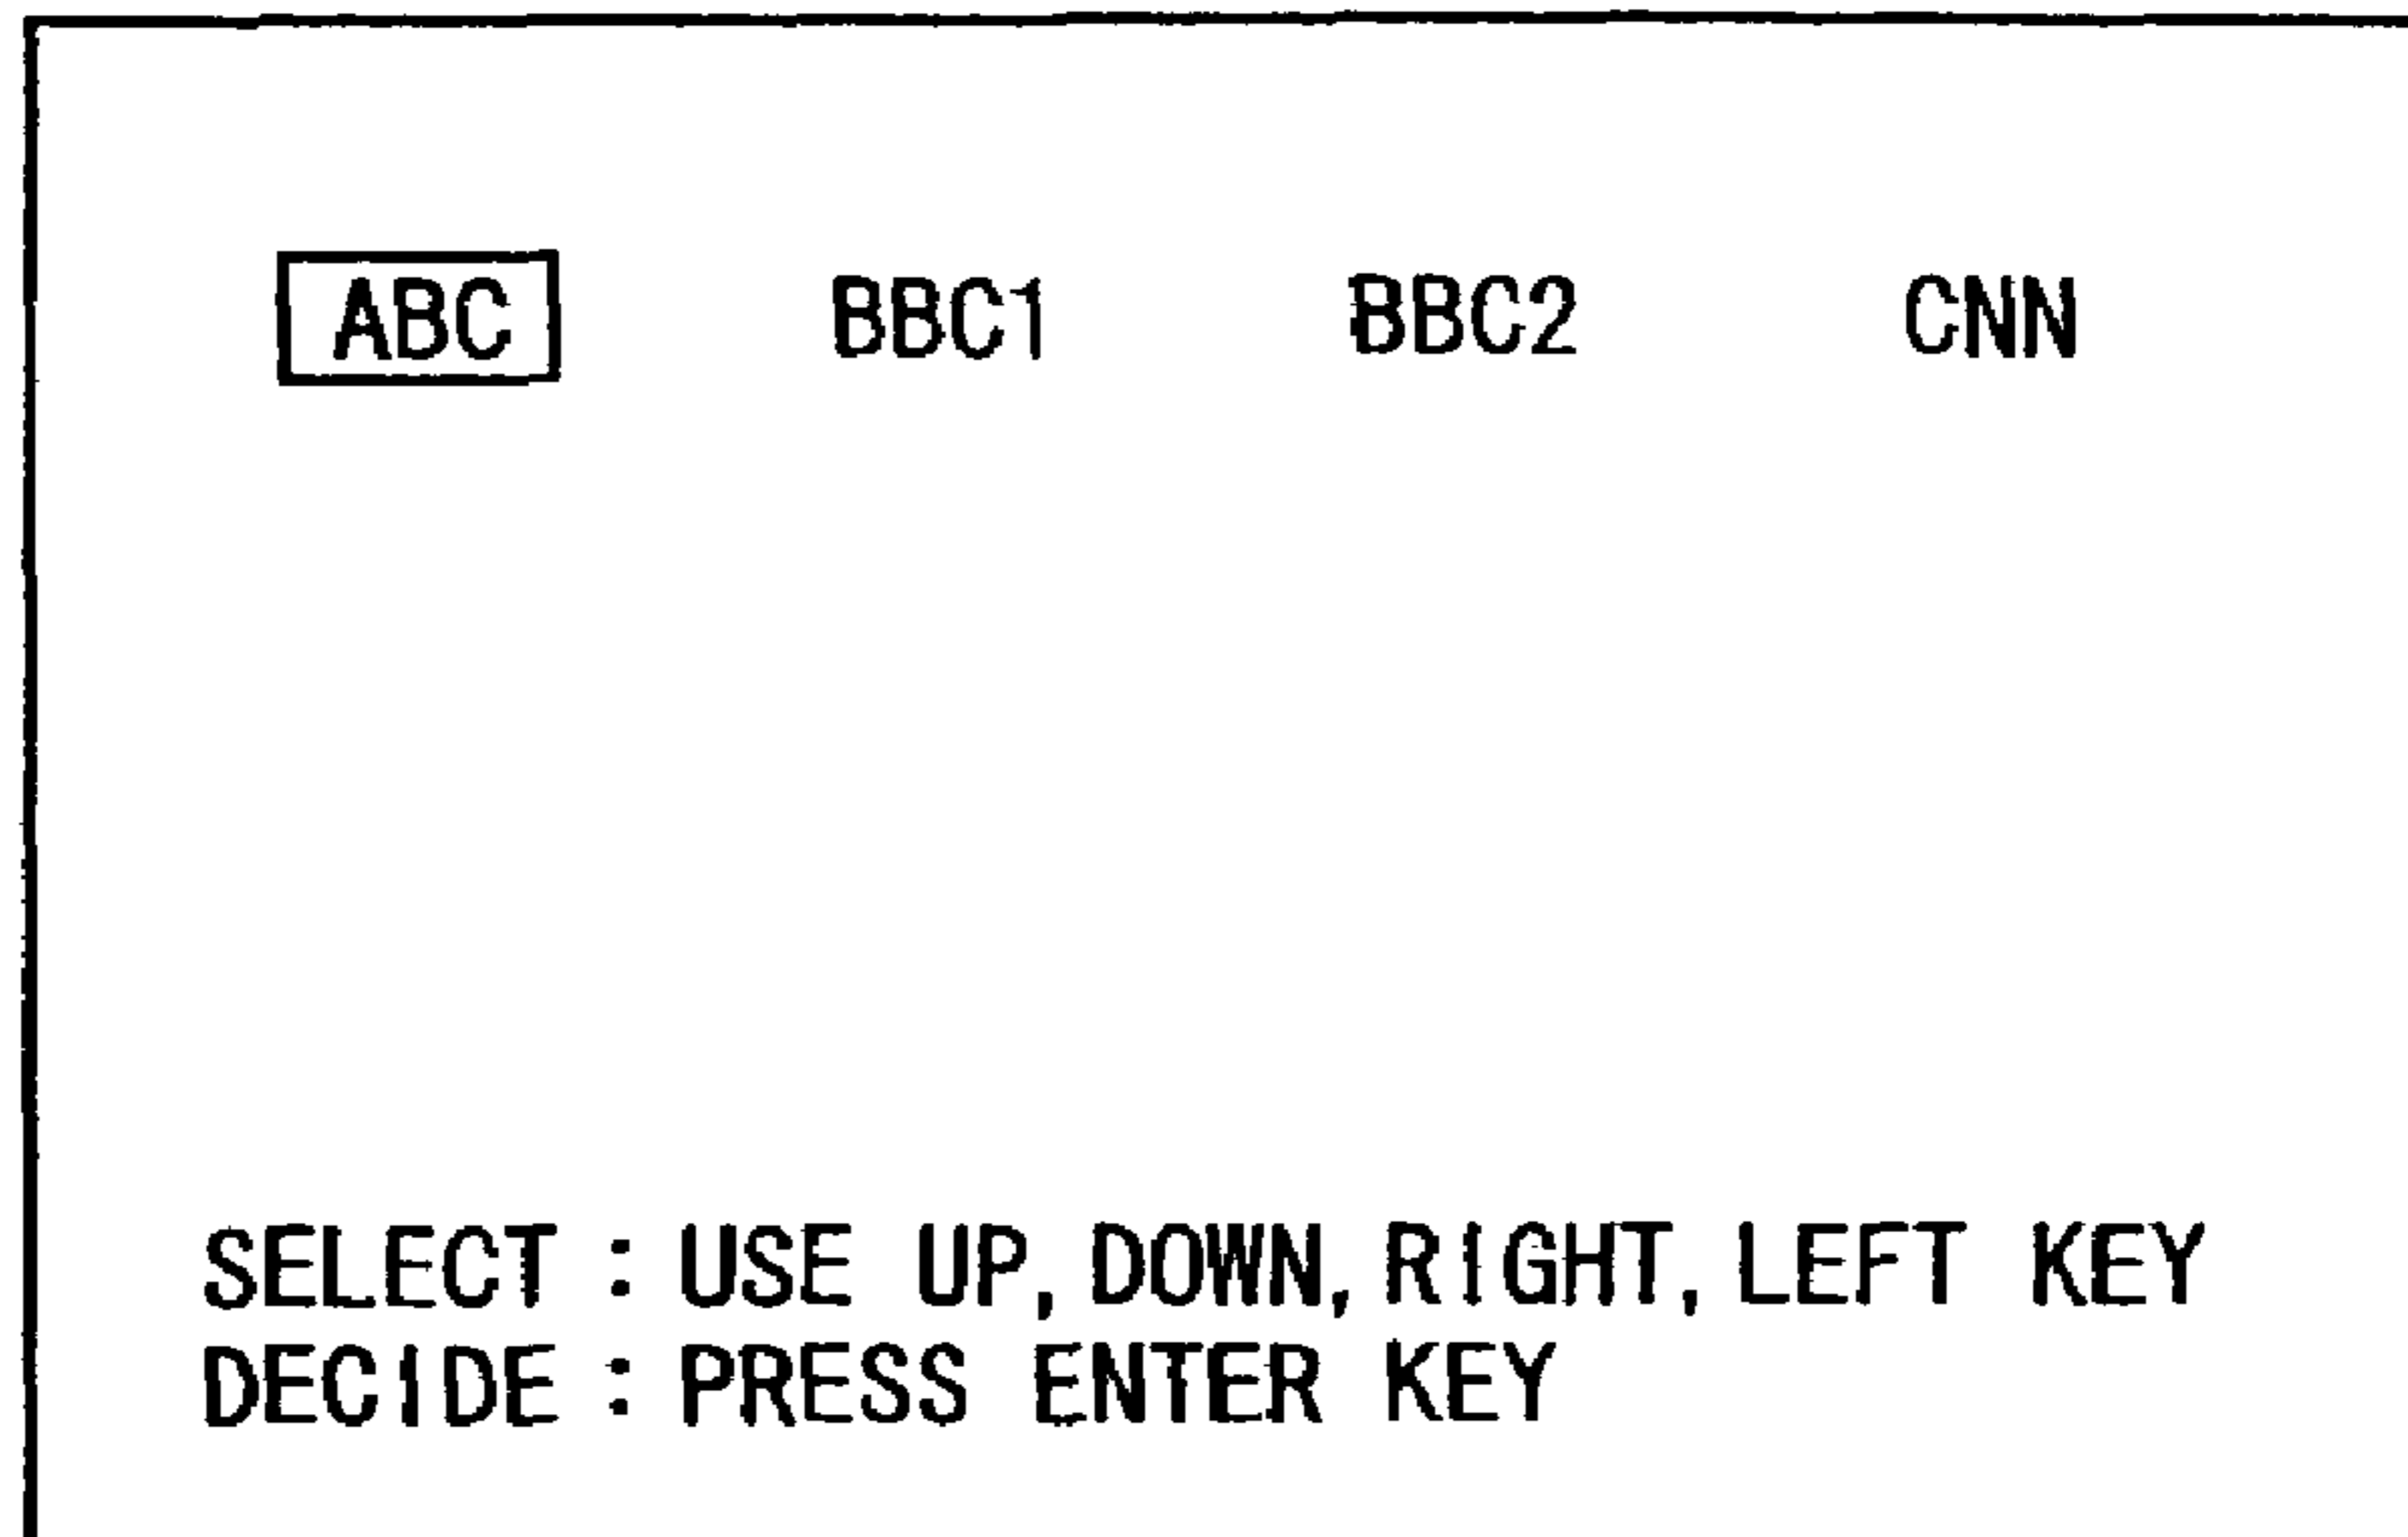 ABC BBC1 BBC2 CNN
SELECT : USE UP, DOWN, RIGHT, LEFT KEY
DECIDE : PRESS ENTER KEY